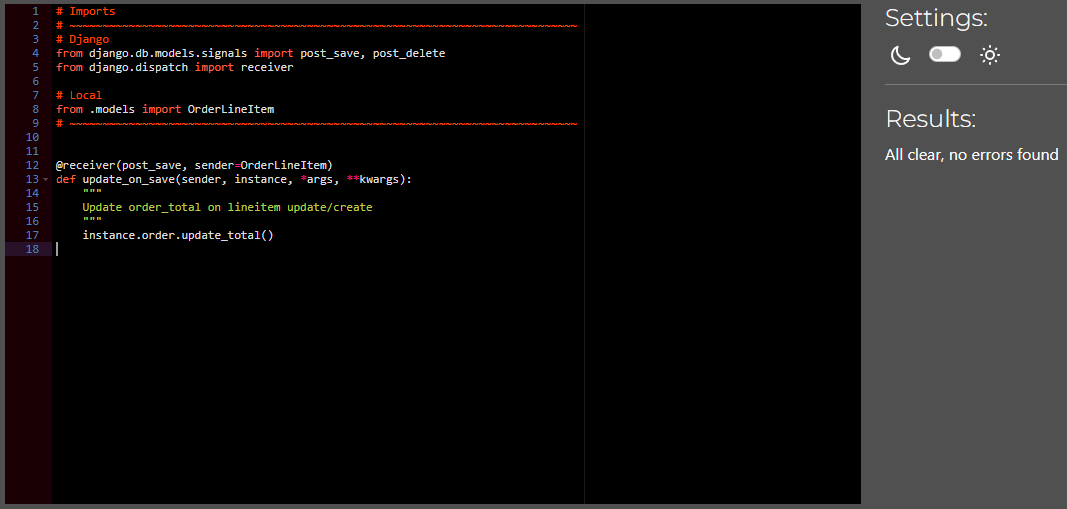 1 # Imports
2 # ~~~~~~~~~~~~~~~~~~~~~~~~~~~~~~~~~~~~~~~~~~~~~~~~~~~~~~~~~~~~~~~~~~~~~~~~~~~~~
3 # Django
4 from django.db.models.signals import post_save, post_delete
5 from django.dispatch import receiver
6
7 # Local
8 from .models import OrderLineItem
9 # ~~~~~~~~~~~~~~~~~~~~~~~~~~~~~~~~~~~~~~~~~~~~~~~~~~~~~~~~~~~~~~~~~~~~~~~~~~~~~
10
11
12 @receiver(post_save, sender=OrderLineItem)
13 def update_on_save(sender, instance, *args, **kwargs):
14     """
15     Update order_total on lineitem update/create
16     """
17     instance.order.update_total()
18
Settings:
Results:
All clear, no errors found